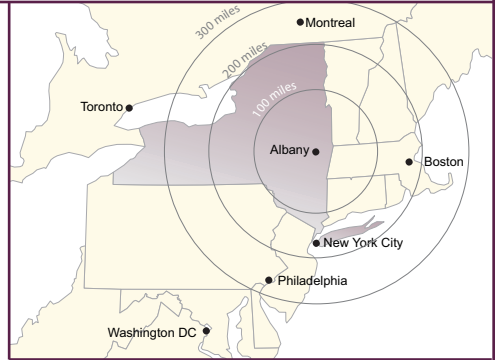 300 miles
Montreal
200 miles
100 miles
Toronto
Albany
Boston
New York City
Philadelphia
Washington DC